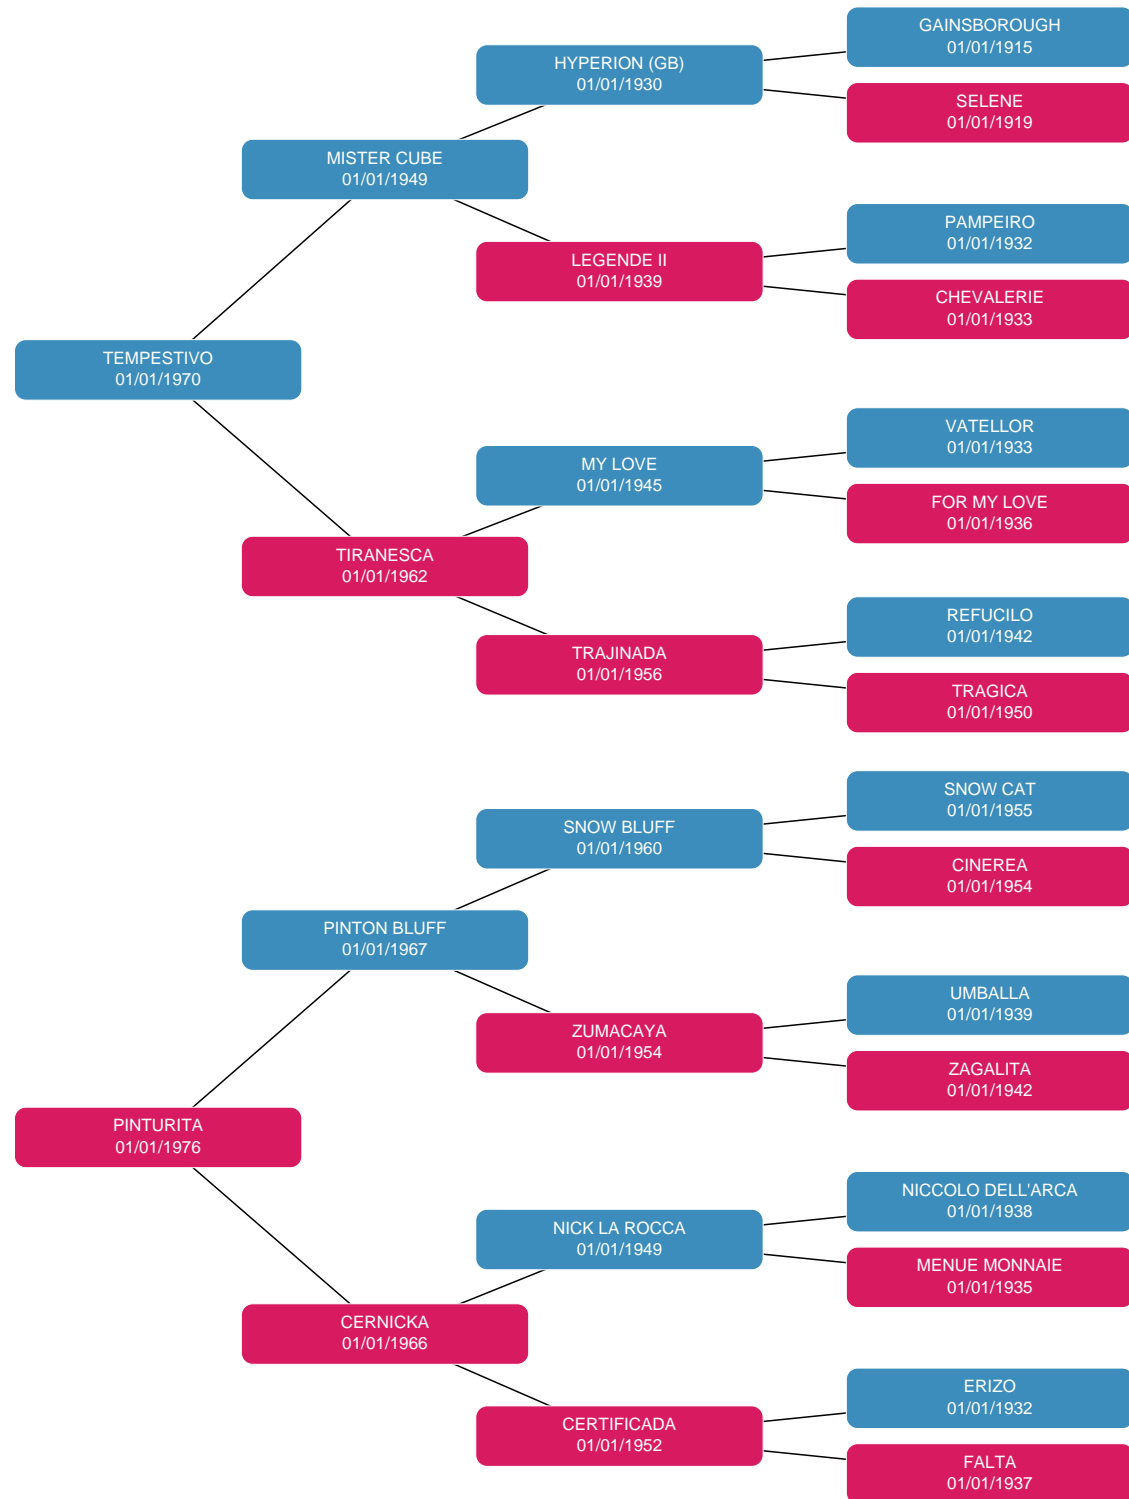 GAINSBOROUGH
01/01/1915
HYPERION (GB)
01/01/1930
SELENE
01/01/1919
MISTER CUBE
01/01/1949
PAMPEIRO
01/01/1932
LEGENDE II
01/01/1939
CHEVALERIE
01/01/1933
TEMPESTIVO
01/01/1970
VATELLOR
01/01/1933
MY LOVE
01/01/1945
FOR MY LOVE
01/01/1936
TIRANESCA
01/01/1962
REFUCILO
01/01/1942
TRAJINADA
01/01/1956
TRAGICA
01/01/1950
SNOW CAT
01/01/1955
SNOW BLUFF
01/01/1960
CINEREA
01/01/1954
PINTON BLUFF
01/01/1967
UMBALLA
01/01/1939
ZUMACAYA
01/01/1954
ZAGALITA
01/01/1942
PINTURITA
01/01/1976
NICCOLO DELL'ARCA
01/01/1938
NICK LA ROCCA
01/01/1949
MENUE MONNAIE
01/01/1935
CERNICKA
01/01/1966
ERIZO
01/01/1932
CERTIFICADA
01/01/1952
FALTA
01/01/1937